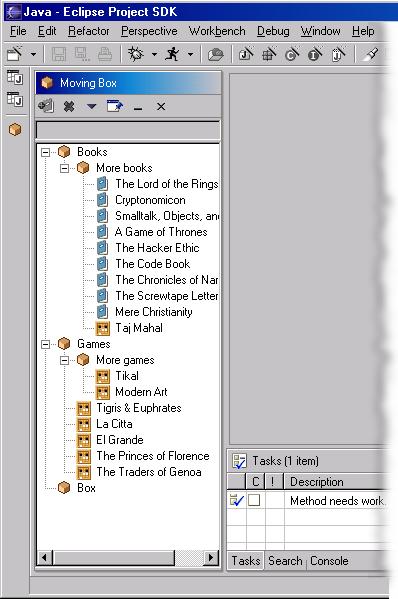 Java - Eclipse Project SDK
File Edit Refactor Perspective Workbench Debug Window Help
Moving Box
Books
More books
The Lord of the Rings
Cryptonomicon
Smalltalk, Objects, an
A Game of Thrones
The Hacker Ethic
The Code Book
The Chronicles of Nar
The Screwtape Letter
Mere Christianity
Taj Mahal
Games
More games
Tikal
Modern Art
Tigris & Euphrates
La Citta
El Grande
The Princes of Florence
The Traders of Genoa
Box
Tasks (1 item)
C ! Description
Method needs work.
Tasks Search Console